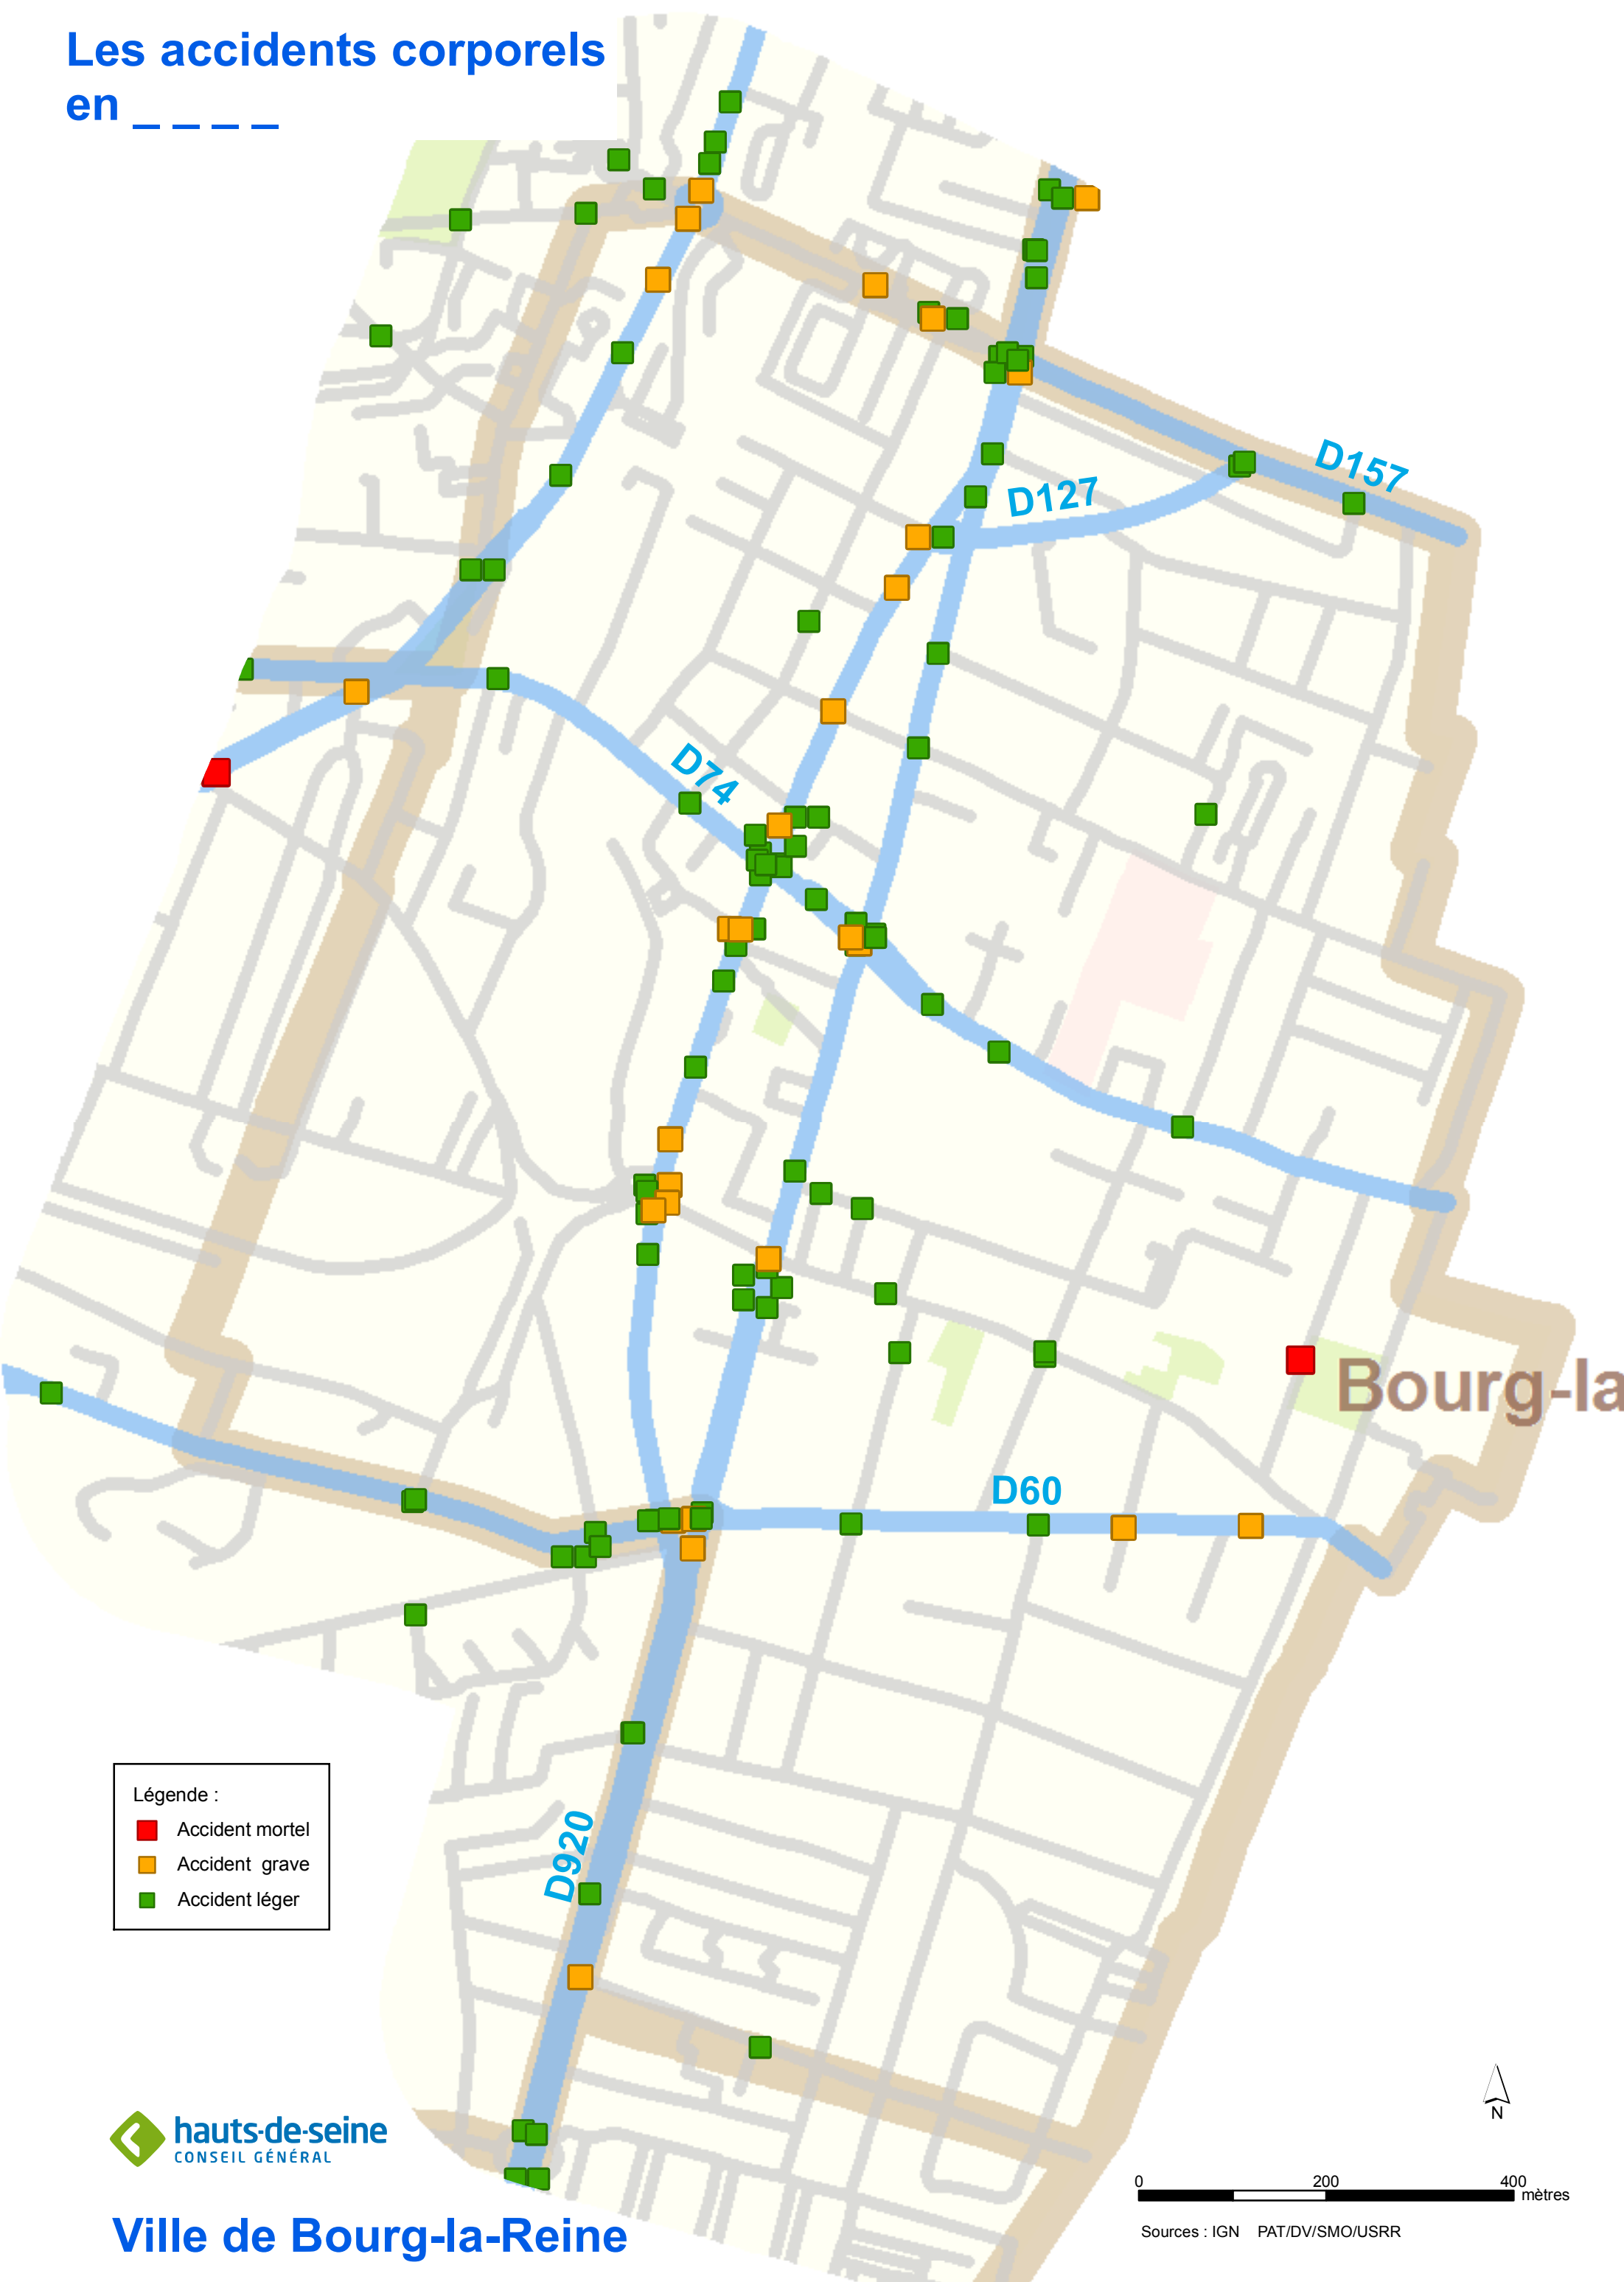 Les accidents corporels
en _ _ _ _
D157
D127
D74
Bourg-la
D60
D920
Légende :
Accident mortel
Accident grave
Accident léger
N
hauts-de-seine
CONSEIL GÉNÉRAL
0 200 400
mètres
Ville de Bourg-la-Reine
Sources : IGN PAT/DV/SMO/USRR